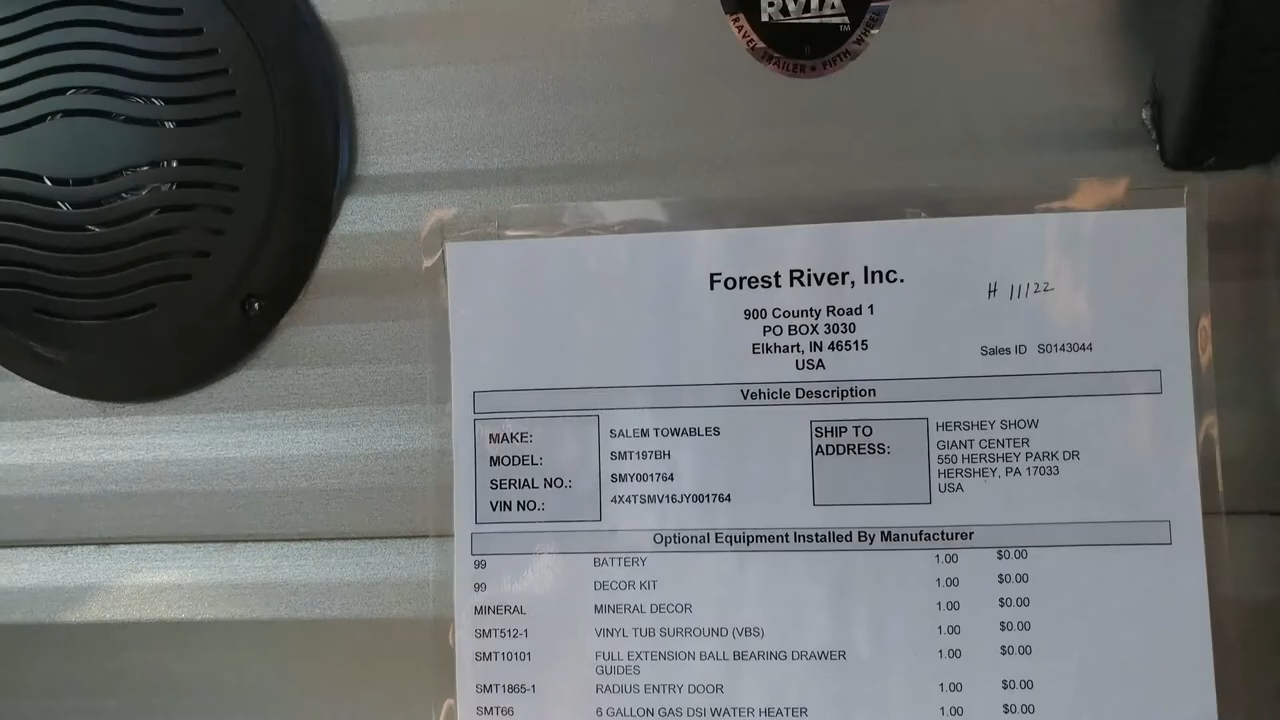 RVIA
TM
TRAVEL TRAILER • FIFTH WHEEL
Forest River, Inc.
H 11122
900 County Road 1
PO BOX 3030
Elkhart, IN 46515
USA
Sales ID S0143044
Vehicle Description
MAKE: SALEM TOWABLES
MODEL: SMT197BH
SERIAL NO.: SMY001764
VIN NO.: 4X4TSMV16JY001764
SHIP TO
ADDRESS:
HERSHEY SHOW
GIANT CENTER
550 HERSHEY PARK DR
HERSHEY, PA 17033
USA
Optional Equipment Installed By Manufacturer
99 BATTERY 1.00 $0.00
99 DECOR KIT 1.00 $0.00
MINERAL MINERAL DECOR 1.00 $0.00
SMT512-1 VINYL TUB SURROUND (VBS) 1.00 $0.00
SMT10101 FULL EXTENSION BALL BEARING DRAWER 1.00 $0.00
GUIDES
SMT1865-1 RADIUS ENTRY DOOR 1.00 $0.00
SMT66 6 GALLON GAS DSI WATER HEATER 1.00 $0.00